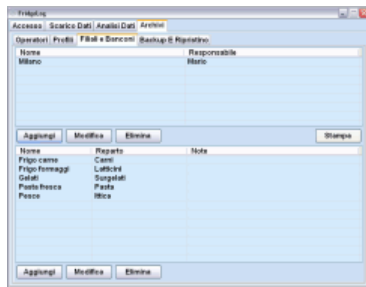 FridgeLog
Accesso Scarico Dati Analisi Dati Archivi
Operatori Profili Filiali e Banconi Backup E Ripristino
Nome Responsabile
Milano Mario
Aggiungi Modifica Elimina Stampa
Nome Reparto Note
Frigo carne Carni
Frigo formaggi Latticini
Gelati Surgelati
Pasta fresca Pasta
Pesce Ittica
Aggiungi Modifica Elimina